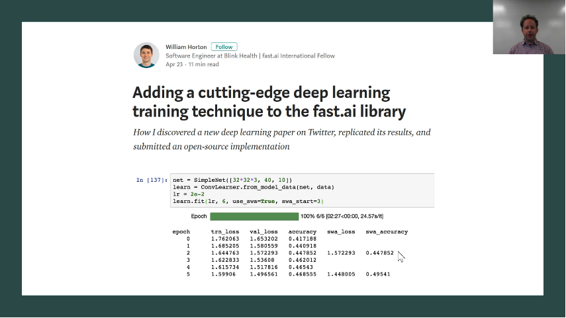 William Horton Follow
Software Engineer at Blink Health | fast.ai International Fellow
Apr 23 · 11 min read
Adding a cutting-edge deep learning
training technique to the fast.ai library
How I discovered a new deep learning paper on Twitter, replicated its results, and
submitted an open-source implementation
In [137]: net = SimpleNet([32*32*3, 40, 10])
learn = ConvLearner.from_model_data(net, data)
lr = 2e-2
learn.fit(lr, 6, use_swa=True, swa_start=3)
Epoch 100% 6/6 [02:27<00:00, 24.57s/it]
epoch trn_loss val_loss accuracy swa_loss swa_accuracy
0 1.762063 1.653202 0.417188
1 1.685205 1.580559 0.440918
2 1.644763 1.572293 0.447852 1.572293 0.447852
3 1.622833 1.53608 0.462012
4 1.615734 1.517818 0.46543
5 1.59906 1.496561 0.468555 1.448005 0.49541